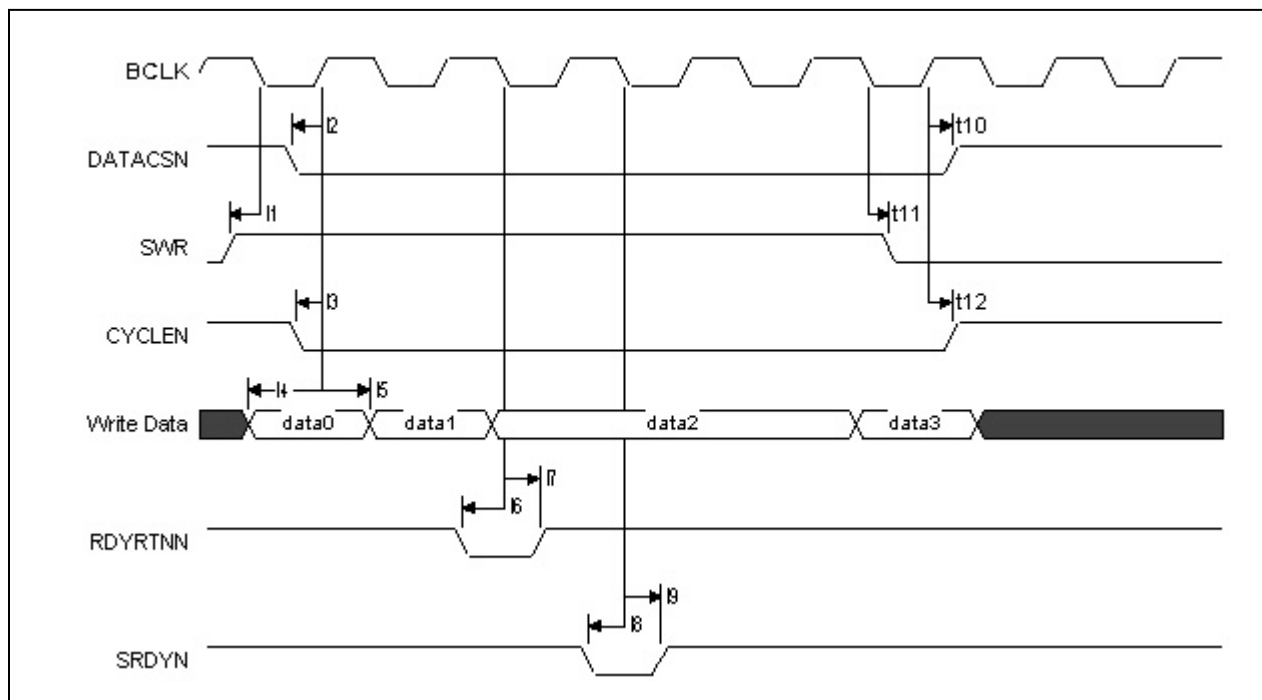 BCLK
t2
t10
DATACSN
t1
t11
SWR
t3
t12
CYCLEN
t4
t5
Write Data
data0
data1
data2
data3
t7
t6
RDYRTNN
t9
t8
SRDYN